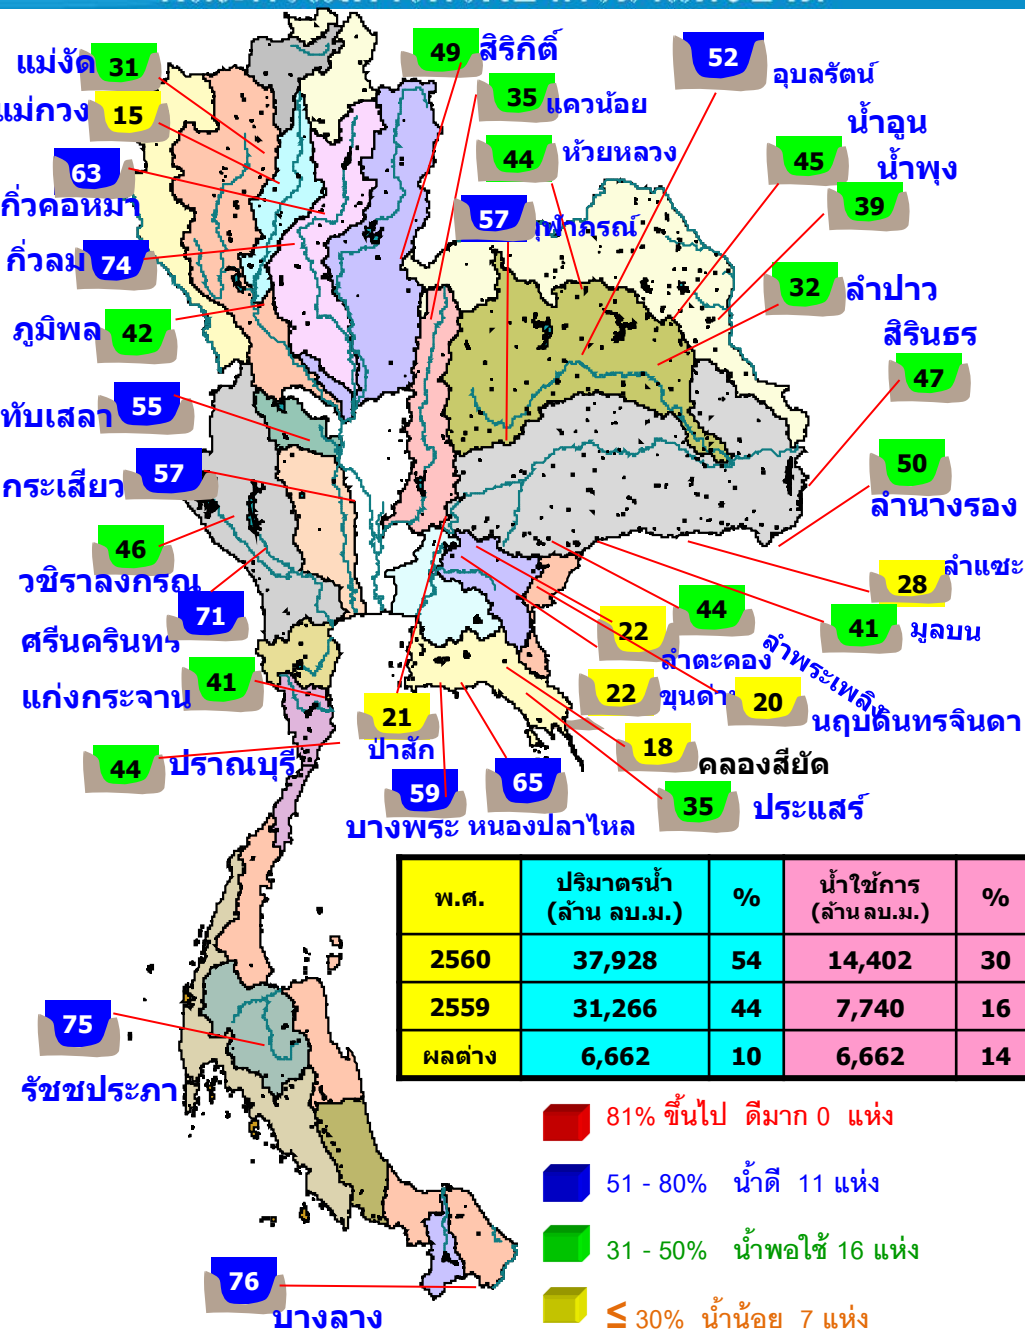 แม่งัด 31
49 สิริกิติ์
52 อุบลรัตน์
แม่กวง 15
35 แควน้อย
น้ำอูน
45
44 ห้วยหลวง
น้ำพุง
39
63
กิ่วคอหมา
57 จุฬาภรณ์
กิ่วลม 74
32 ลำปาว
ภูมิพล 42
สิรินธร
47
ทับเสลา 55
กระเสียว 57
50
ลำนางรอง
46
วชิราลงกรณ
71
ศรีนครินทร์
28 ลำแชะ
44
41 มูลบน
22
ลำตะคอง
ลำพระเพลิง
แก่งกระจาน 41
22 ขุนด่าน
20
นฤบดินทรจินดา
21
ป่าสัก
18
คลองสียัด
44 ปราณบุรี
59
บางพระ
65
หนองปลาไหล
35 ประแสร์
พ.ศ. ปริมาตรน้ำ (ล้าน ลบ.ม.) % น้ำใช้การ (ล้าน ลบ.ม.) %
2560 37,928 54 14,402 30
2559 31,266 44 7,740 16
ผลต่าง 6,662 10 6,662 14
75
รัชชประภา
81% ขึ้นไป ดีมาก 0 แห่ง
51 - 80% น้ำดี 11 แห่ง
31 - 50% น้ำพอใช้ 16 แห่ง
≤ 30% น้ำน้อย 7 แห่ง
76
บางลาง